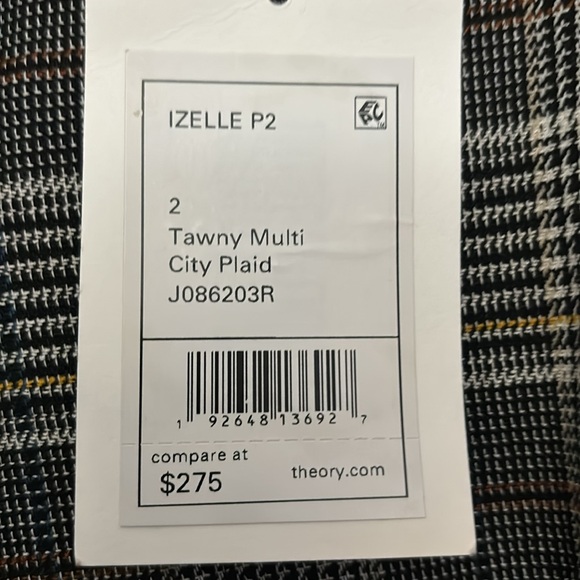 IZELLE P2
2
Tawny Multi
City Plaid
J086203R
1 92648 13692 7
compare at
$275
theory.com